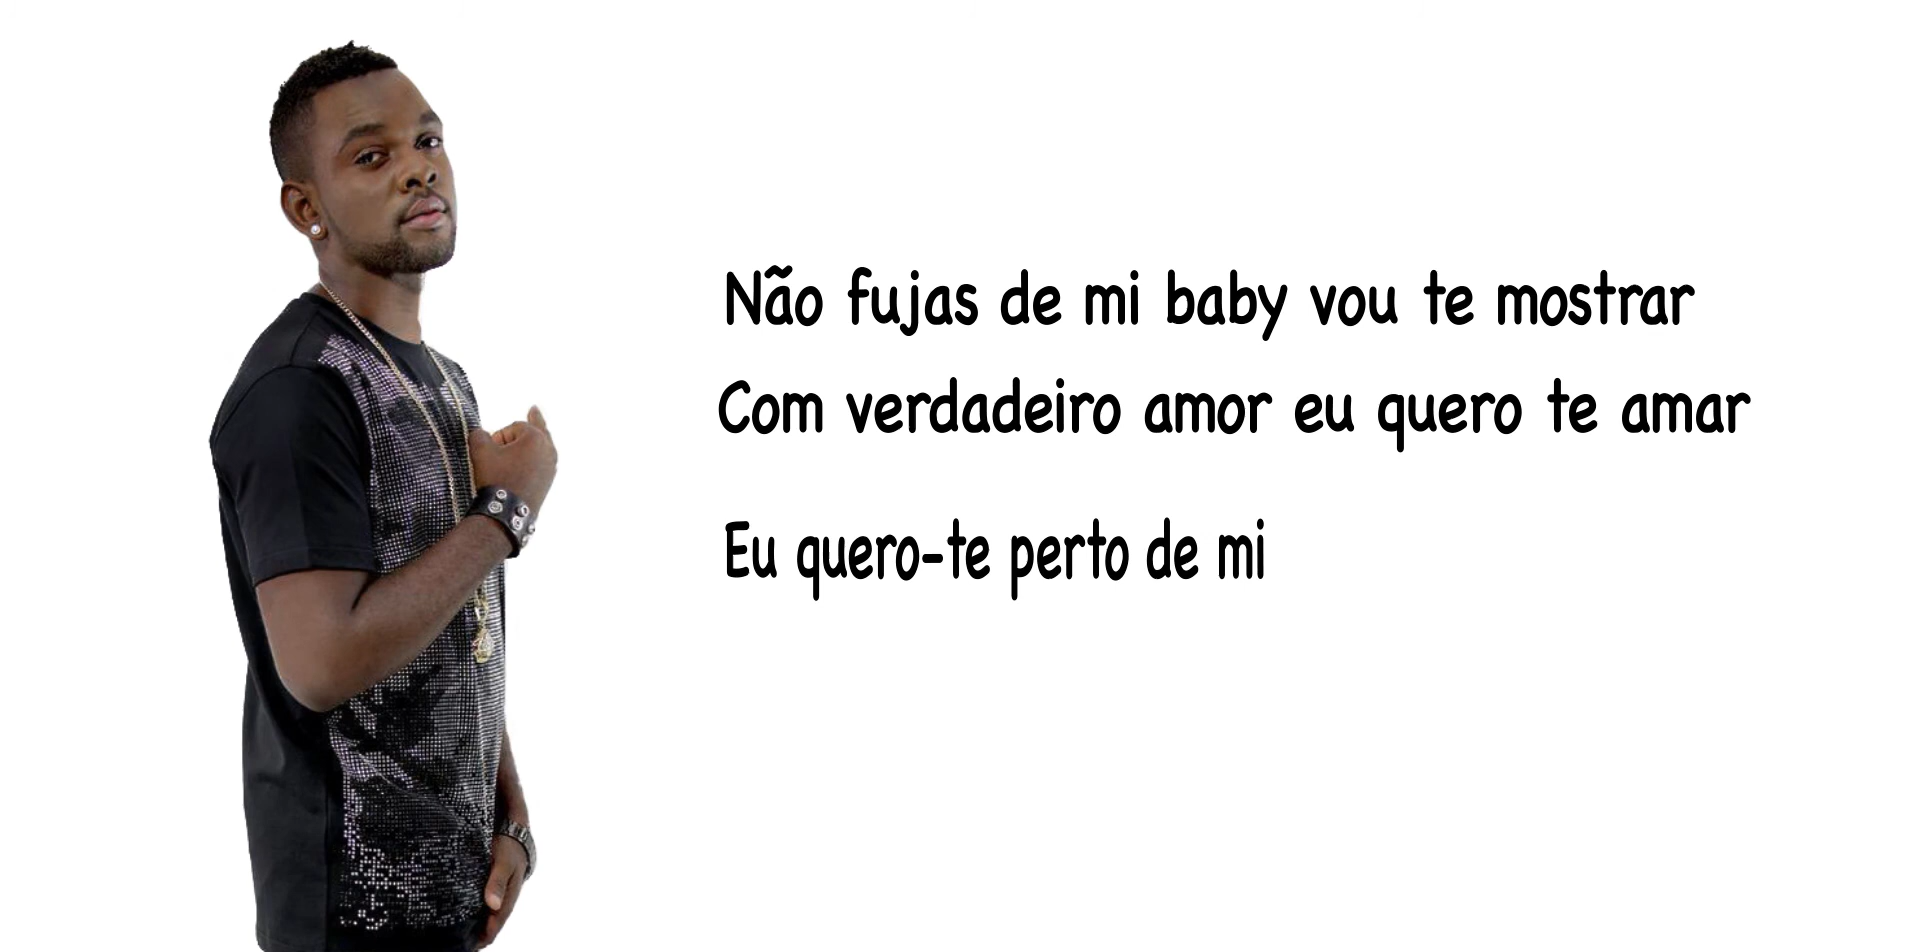 Não fujas de mi baby vou te mostrar
Com verdadeiro amor eu quero te amar
Eu quero-te perto de mi